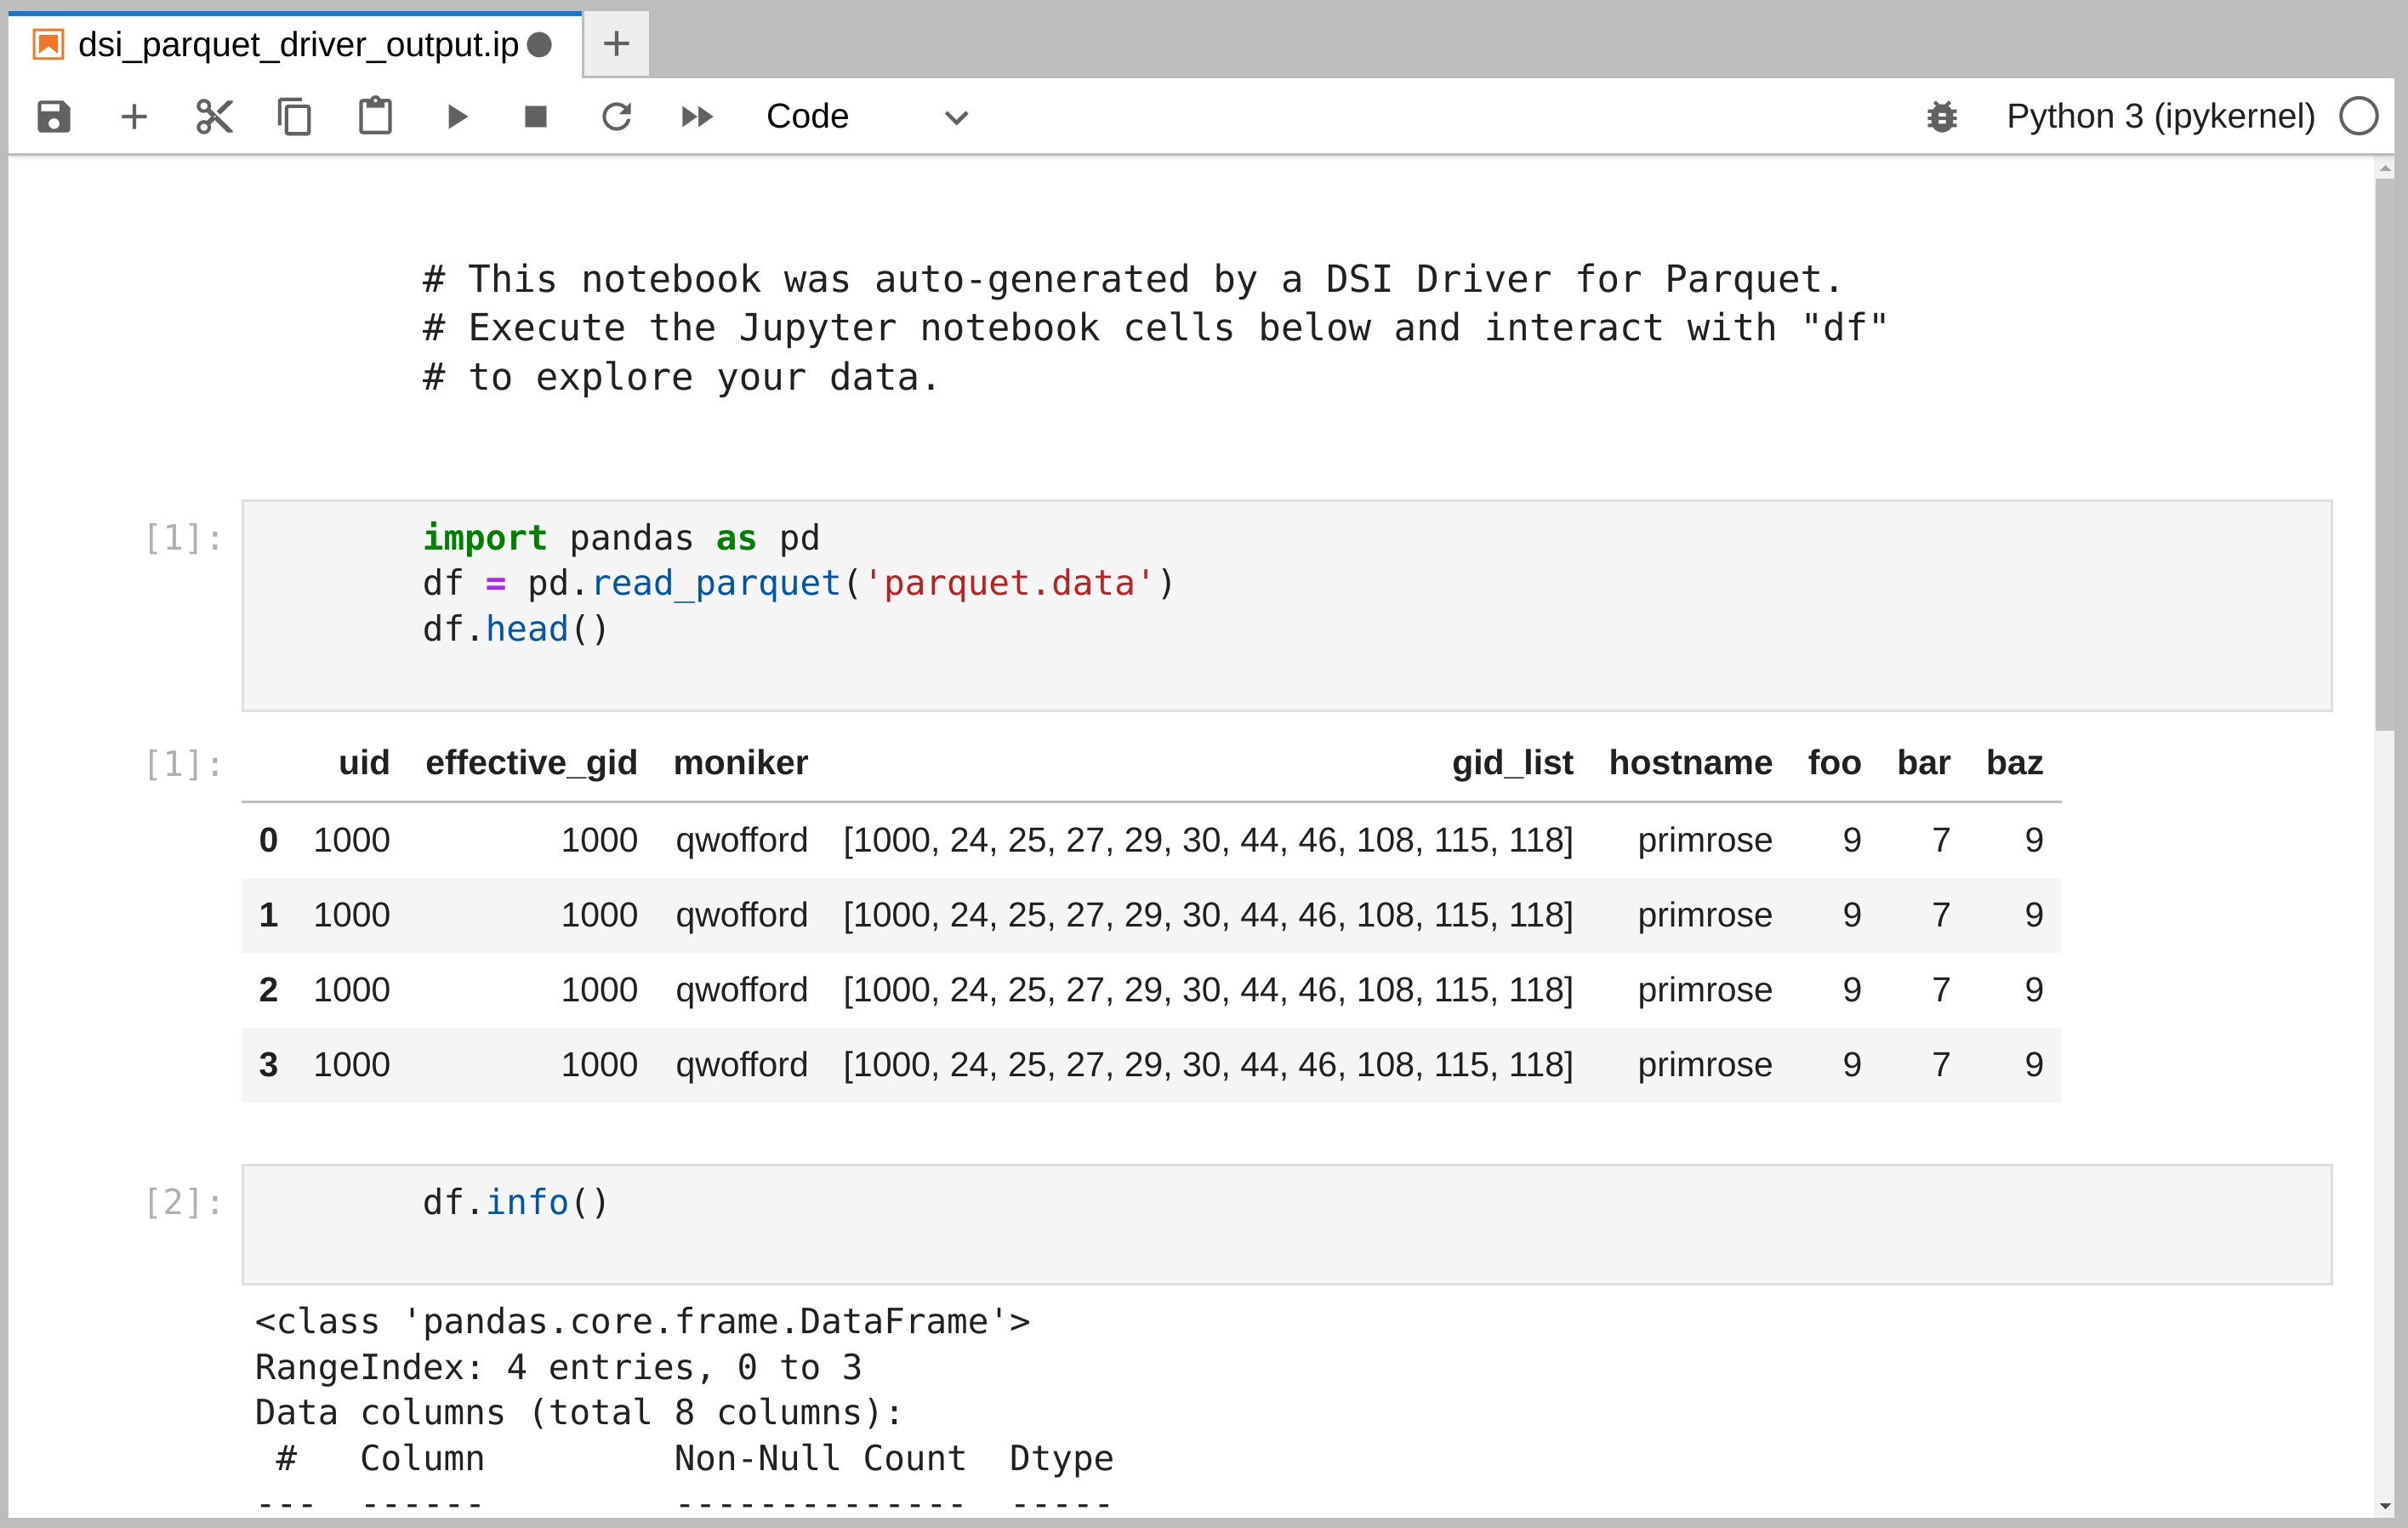 dsi_parquet_driver_output.ip
Code
Python 3 (ipykernel)
# This notebook was auto-generated by a DSI Driver for Parquet.
# Execute the Jupyter notebook cells below and interact with "df"
# to explore your data.
[1]: import pandas as pd
df = pd.read_parquet('parquet.data')
df.head()
[1]: uid effective_gid moniker gid_list hostname foo bar baz
0 1000 1000 qwofford [1000, 24, 25, 27, 29, 30, 44, 46, 108, 115, 118] primrose 9 7 9
1 1000 1000 qwofford [1000, 24, 25, 27, 29, 30, 44, 46, 108, 115, 118] primrose 9 7 9
2 1000 1000 qwofford [1000, 24, 25, 27, 29, 30, 44, 46, 108, 115, 118] primrose 9 7 9
3 1000 1000 qwofford [1000, 24, 25, 27, 29, 30, 44, 46, 108, 115, 118] primrose 9 7 9
[2]: df.info()
<class 'pandas.core.frame.DataFrame'>
RangeIndex: 4 entries, 0 to 3
Data columns (total 8 columns):
 #   Column         Non-Null Count  Dtype
---  ------         --------------  -----